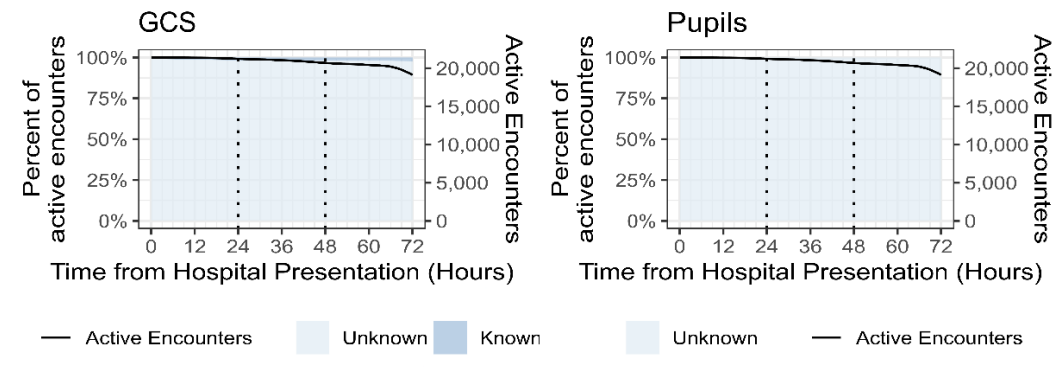 GCS
Pupils
Percent of
active encounters
100%
75%
50%
25%
0%
20,000
15,000
10,000
5,000
0
Active Encounters
0 12 24 36 48 60 72
Time from Hospital Presentation (Hours)
Percent of
active encounters
100%
75%
50%
25%
0%
20,000
15,000
10,000
5,000
0
Active Encounters
0 12 24 36 48 60 72
Time from Hospital Presentation (Hours)
Active Encounters Unknown Known
Unknown Active Encounters